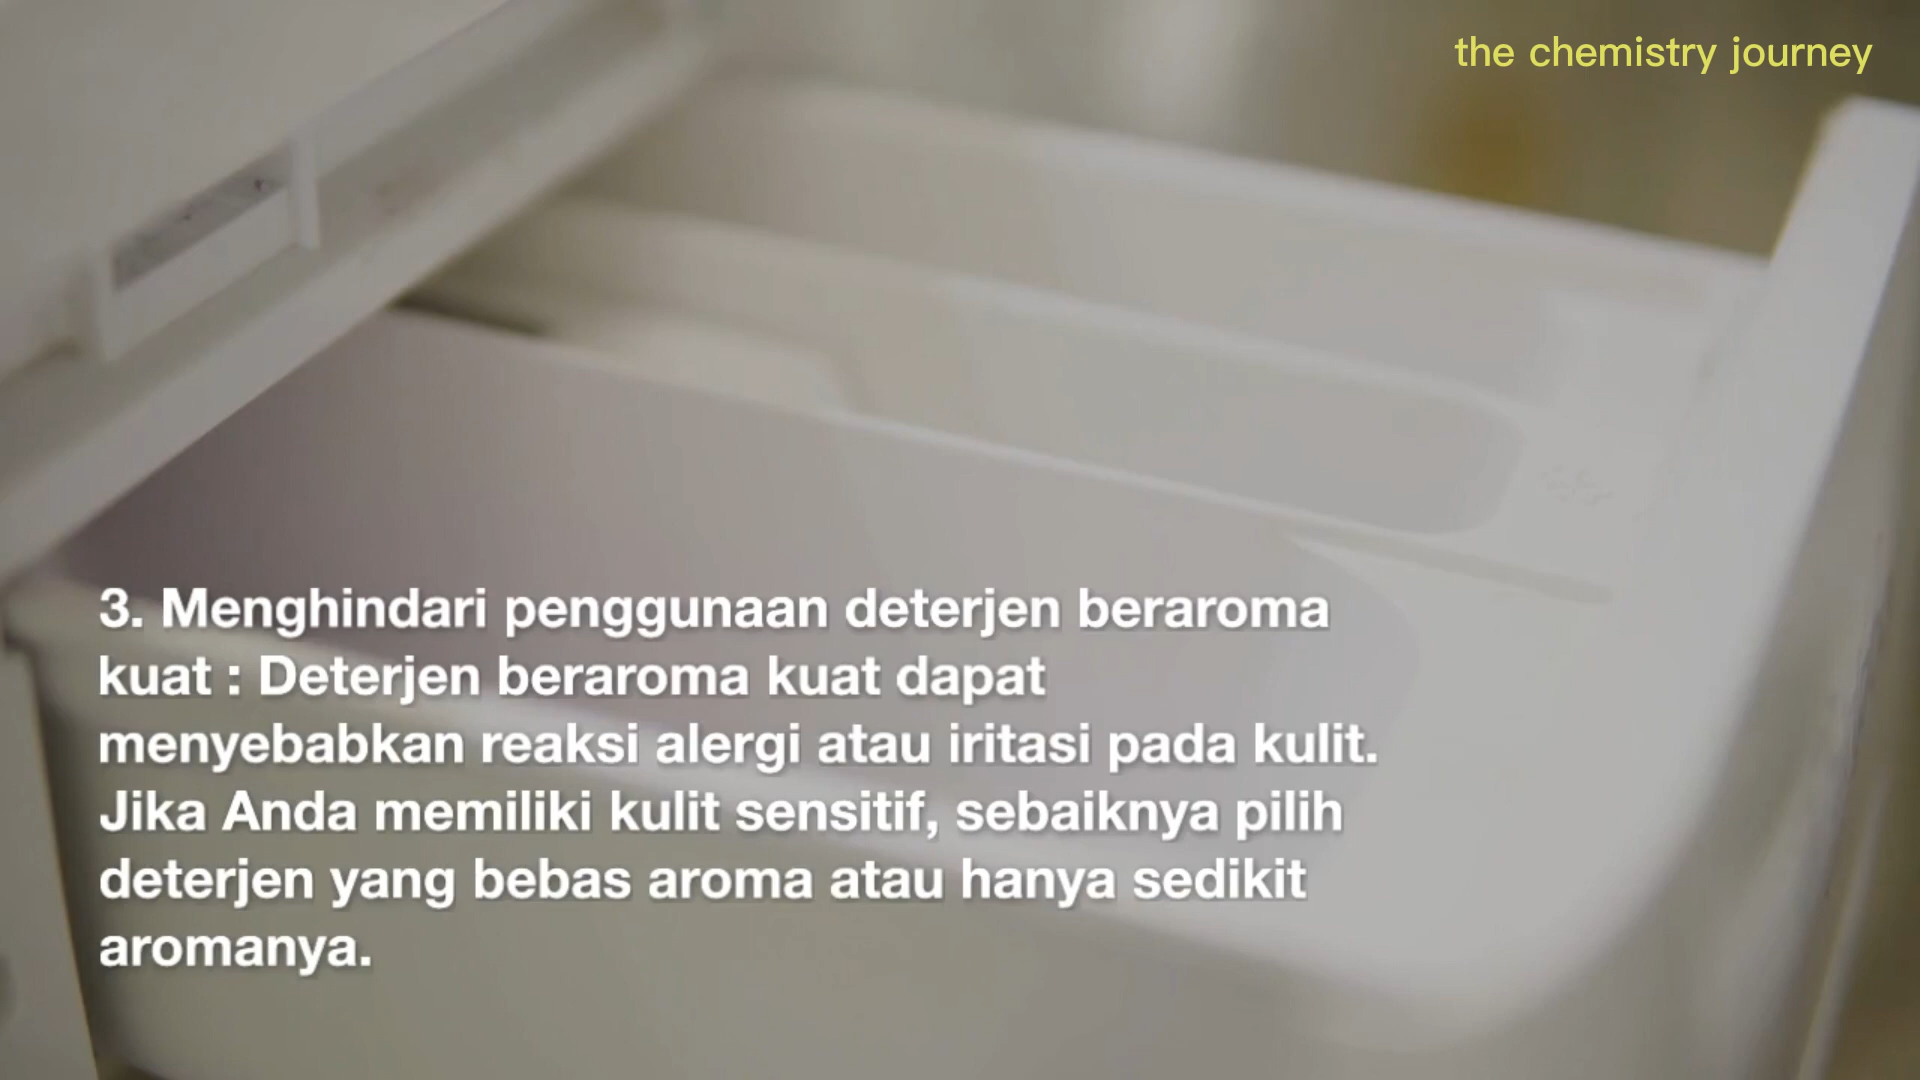 the chemistry journey
3. Menghindari penggunaan deterjen beraroma
kuat : Deterjen beraroma kuat dapat
menyebabkan reaksi alergi atau iritasi pada kulit.
Jika Anda memiliki kulit sensitif, sebaiknya pilih
deterjen yang bebas aroma atau hanya sedikit
aromanya.